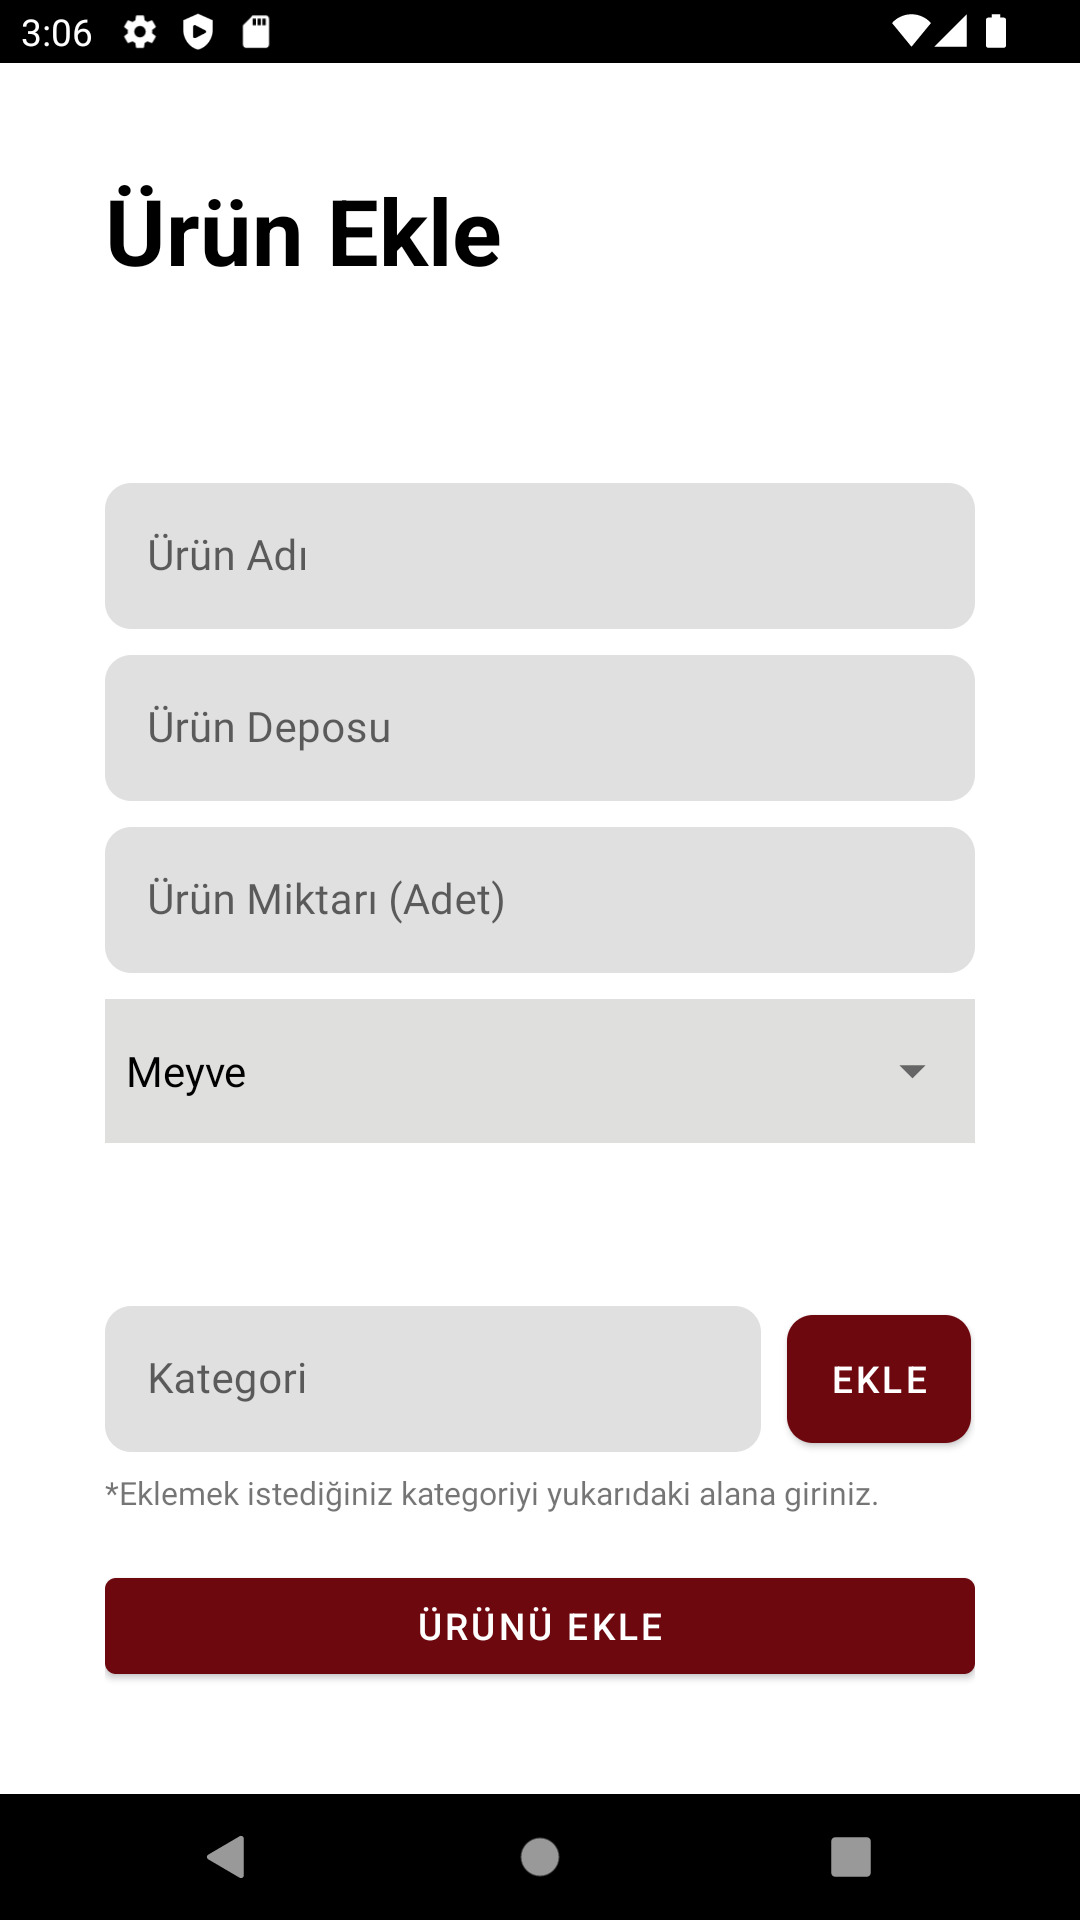 3:06
Ürün Ekle
Ürün Adı
Ürün Deposu
Ürün Miktarı (Adet)
Meyve
Kategori
EKLE
*Eklemek istediğiniz kategoriyi yukarıdaki alana giriniz.
ÜRÜNÜ EKLE